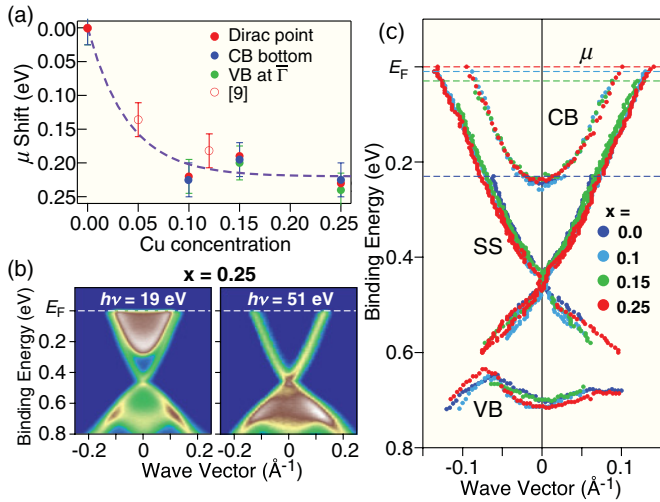 (a)
0.00
0.05
0.10
0.15
0.20
0.25
μ Shift (eV)
Dirac point
CB bottom
VB at Γ̅
[9]
0.00 0.05 0.10 0.15 0.20 0.25
Cu concentration
(b)
x = 0.25
hν = 19 eV
hν = 51 eV
EF
0.2
0.4
0.6
0.8
Binding Energy (eV)
-0.2 0 0.2
-0.2 0 0.2
Wave Vector (Å-1)
(c)
0.0
EF
μ
CB
0.2
0.4
0.6
0.8
Binding Energy (eV)
SS
x =
0.0
0.1
0.15
0.25
VB
-0.1 0 0.1
Wave Vector (Å-1)